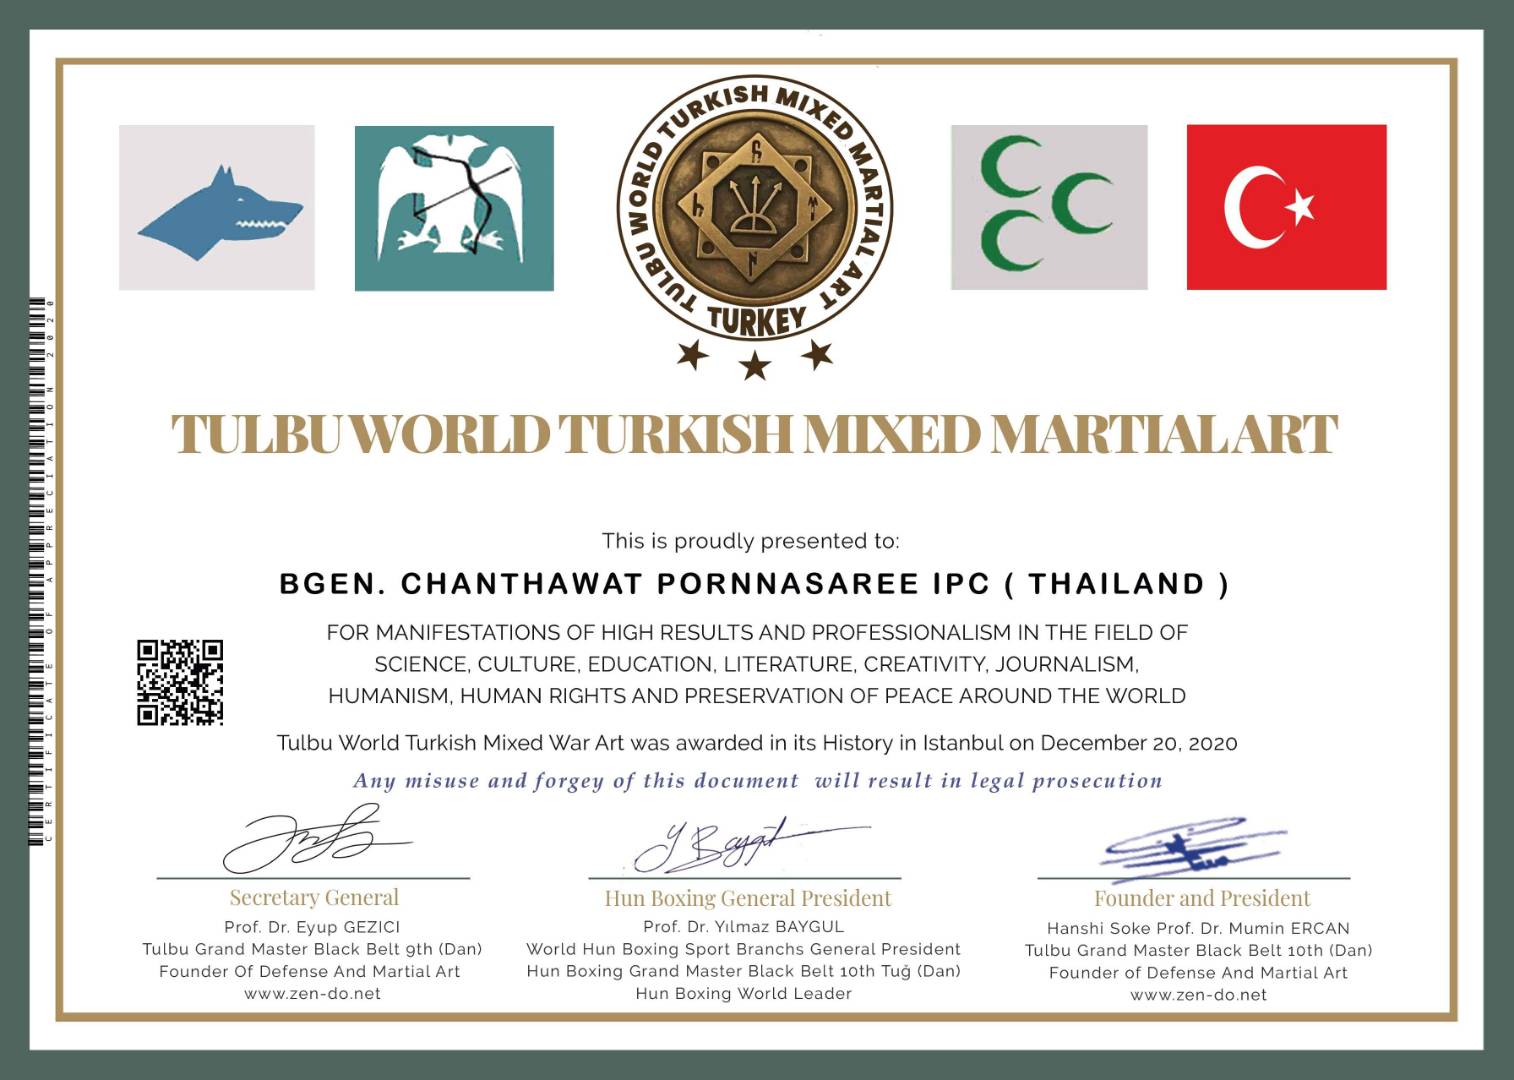 TULBU WORLD TURKISH MIXED MARTIAL ART
TURKEY
TULBU WORLD TURKISH MIXED MARTIAL ART
This is proudly presented to:
BGEN. CHANTHAWAT PORNNASAREE IPC ( THAILAND )
FOR MANIFESTATIONS OF HIGH RESULTS AND PROFESSIONALISM IN THE FIELD OF
SCIENCE, CULTURE, EDUCATION, LITERATURE, CREATIVITY, JOURNALISM,
HUMANISM, HUMAN RIGHTS AND PRESERVATION OF PEACE AROUND THE WORLD
Tulbu World Turkish Mixed War Art was awarded in its History in Istanbul on December 20, 2020
Any misuse and forgey of this document will result in legal prosecution
CERTIFICATE OF APPRECIATION 2020
Y Baygül
Secretary General
Prof. Dr. Eyup GEZICI
Tulbu Grand Master Black Belt 9th (Dan)
Founder Of Defense And Martial Art
www.zen-do.net
Hun Boxing General President
Prof. Dr. Yılmaz BAYGUL
World Hun Boxing Sport Branchs General President
Hun Boxing Grand Master Black Belt 10th Tuğ (Dan)
Hun Boxing World Leader
Founder and President
Hanshi Soke Prof. Dr. Mumin ERCAN
Tulbu Grand Master Black Belt 10th (Dan)
Founder of Defense And Martial Art
www.zen-do.net